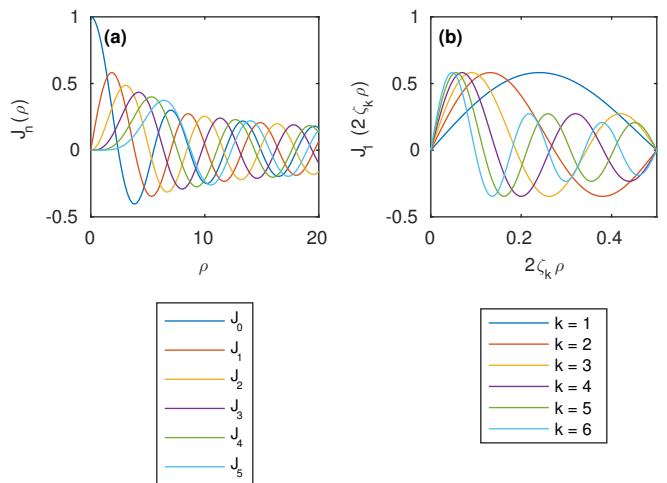 (a)
1
0.5
0
-0.5
J_n(ρ)
0 10 20
ρ
J_0
J_1
J_2
J_3
J_4
J_5
(b)
1
0.5
0
-0.5
J_1 (2ζ_k ρ)
0 0.2 0.4
2ζ_k ρ
k = 1
k = 2
k = 3
k = 4
k = 5
k = 6